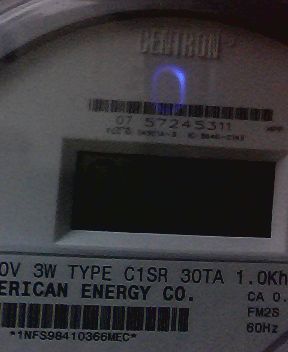 CENTRON
07 57245311
0V 3W TYPE C1SR 30TA 1.0Kh
ERICAN ENERGY CO.
CA 0.
FM2S
*1NFS98410366MEC*
60Hz